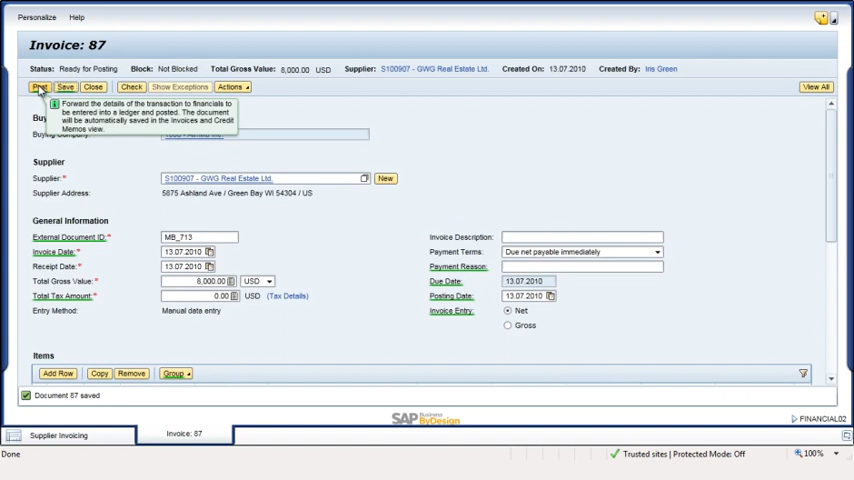 Personalize Help
Invoice: 87
Status: Ready for Posting Block: Not Blocked Total Gross Value: 6,000.00 USD Supplier: S100907 - GWG Real Estate Ltd. Created On: 13.07.2010 Created By: Iris Green
Post Save Close Check Show Exceptions Actions View All
Forward the details of the transaction to financials to
be entered into a ledger and posted. The document
will be automatically saved in the Invoices and Credit
Memos view.
Buying Company:
Supplier
Supplier:* S100907 - GWG Real Estate Ltd. New
Supplier Address: 5875 Ashland Ave / Green Bay WI 54304 / US
General Information
External Document ID:* MB_713 Invoice Description:
Invoice Date:* 13.07.2010 Payment Terms: Due net payable immediately
Receipt Date:* 13.07.2010 Payment Reason:
Total Gross Value:* 6,000.00 USD Due Date: 13.07.2010
Total Tax Amount:* 0.00 USD (Tax Details) Posting Date: 13.07.2010
Entry Method: Manual data entry Invoice Entry: Net
Gross
Items
Add Row Copy Remove Group
Document 87 saved
SAP Business ByDesign FINANCIAL02
Supplier Invoicing Invoice: 87
Done Trusted sites | Protected Mode: Off 100%